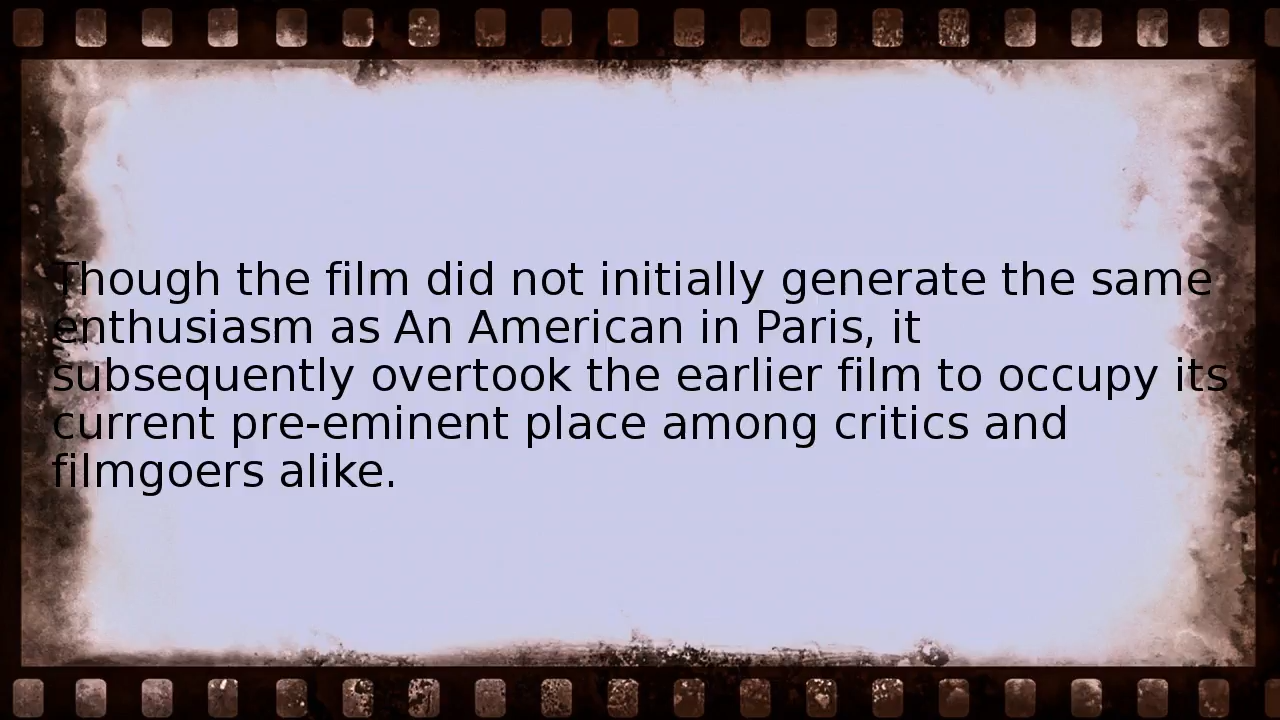 Though the film did not initially generate the same
enthusiasm as An American in Paris, it
subsequently overtook the earlier film to occupy its
current pre-eminent place among critics and
filmgoers alike.